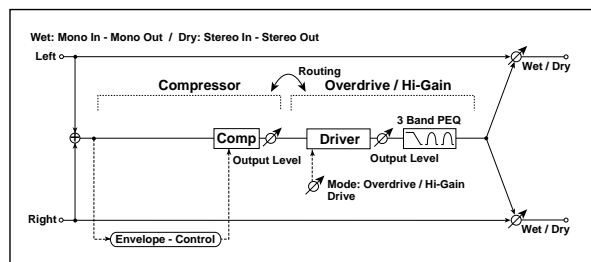 Wet: Mono In - Mono Out / Dry: Stereo In - Stereo Out
Left
Wet / Dry
Routing
Compressor
Overdrive / Hi-Gain
3 Band PEQ
Comp
Driver
Output Level
Output Level
Mode: Overdrive / Hi-Gain
Drive
Right
Wet / Dry
Envelope - Control